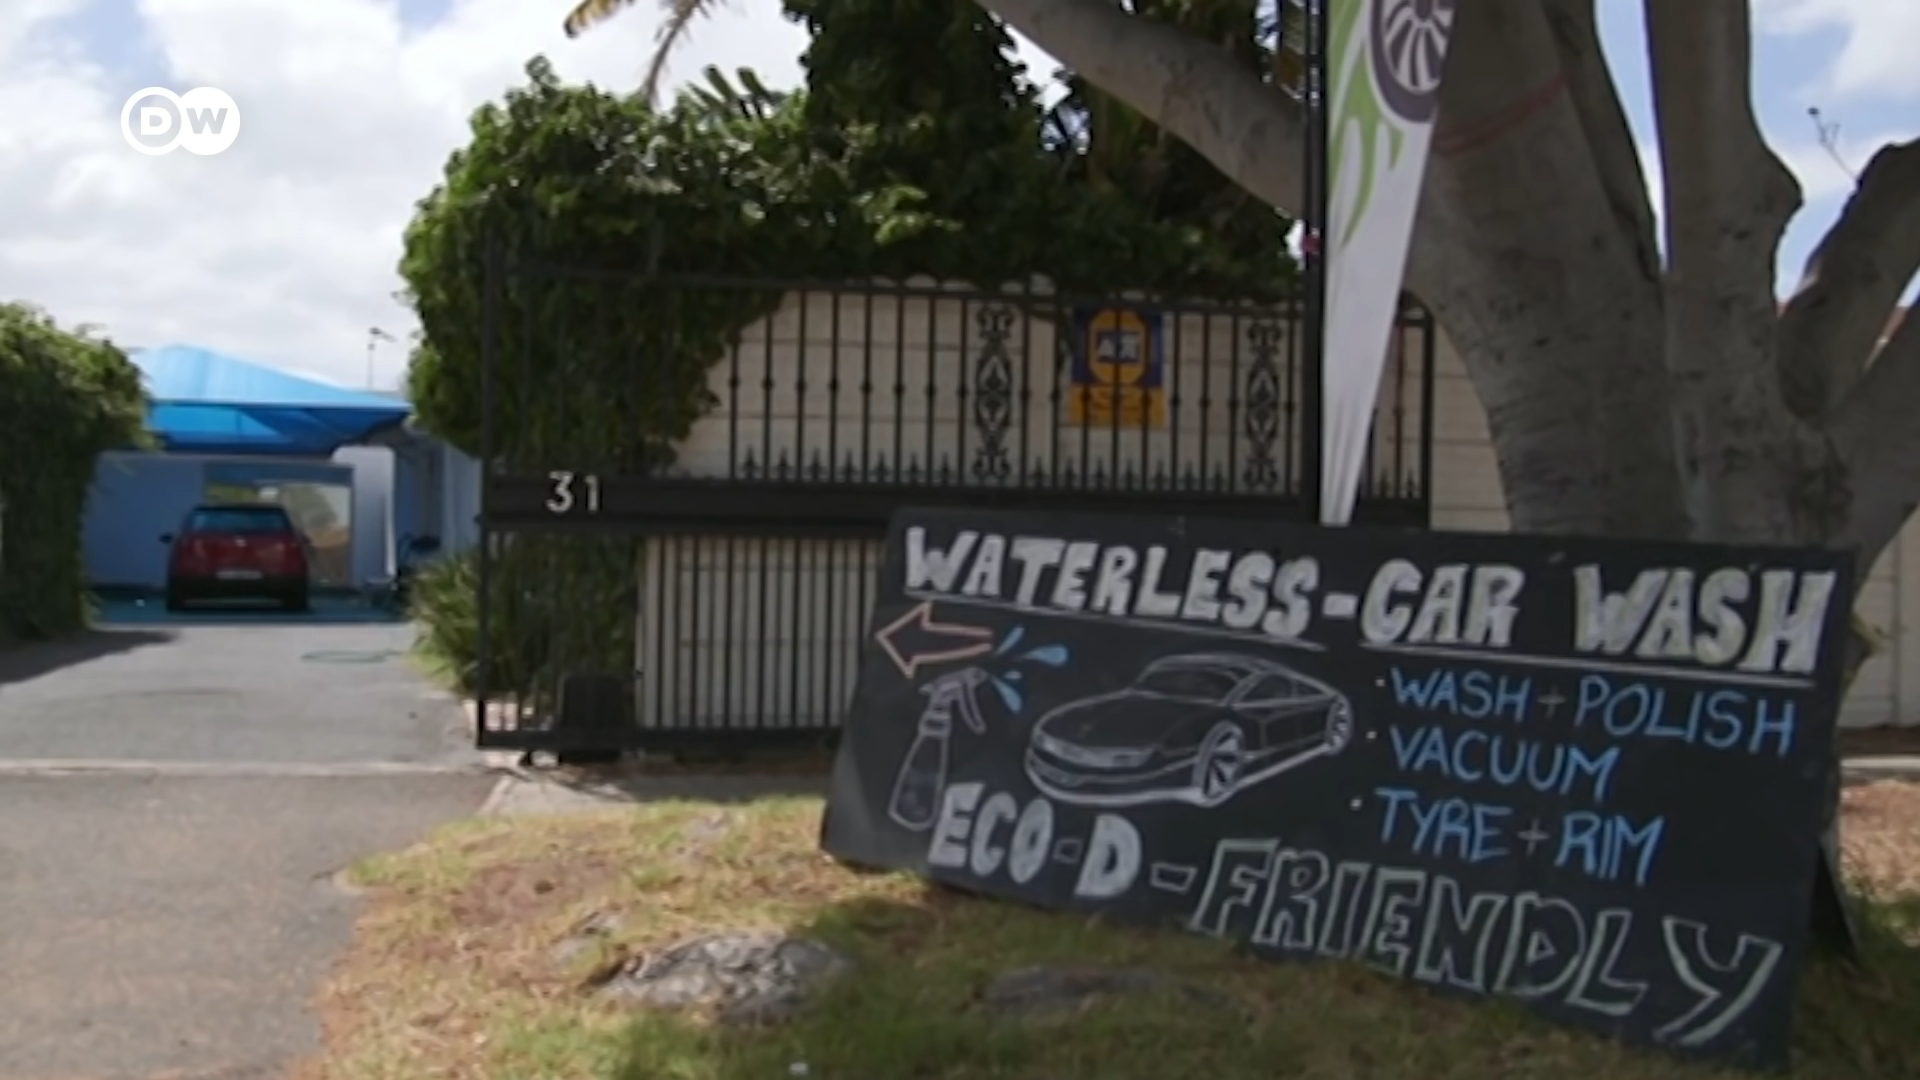 DW
31
WATERLESS-CAR WASH
· WASH + POLISH
· VACUUM
· TYRE + RIM
ECO-D-FRIENDLY